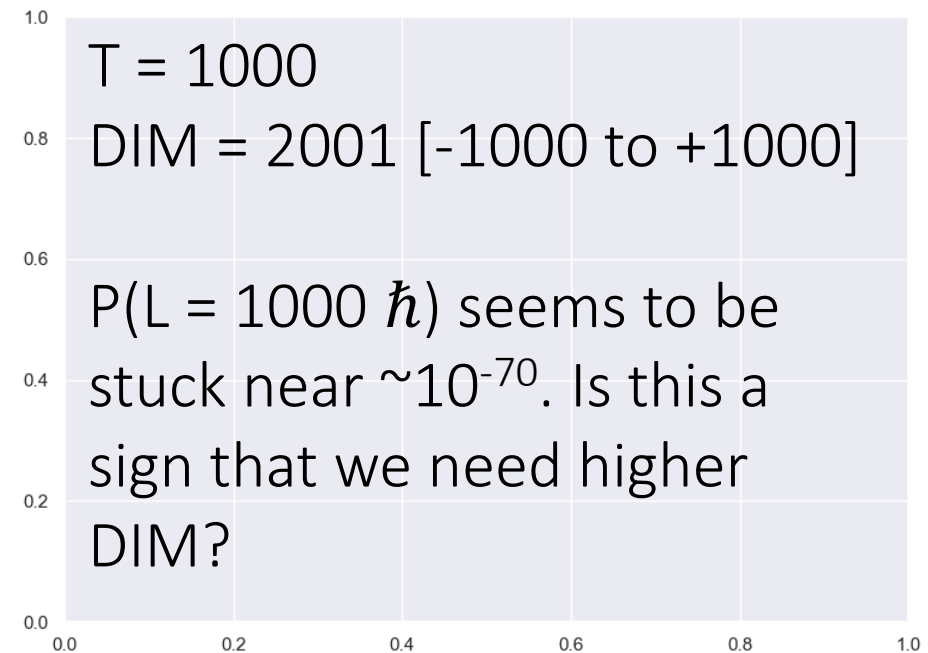 1.0
T = 1000
0.8
DIM = 2001 [-1000 to +1000]
0.6
P(L = 1000 ℏ) seems to be
0.4
stuck near ~10⁻⁷⁰. Is this a
sign that we need higher
0.2
DIM?
0.0
0.0 0.2 0.4 0.6 0.8 1.0